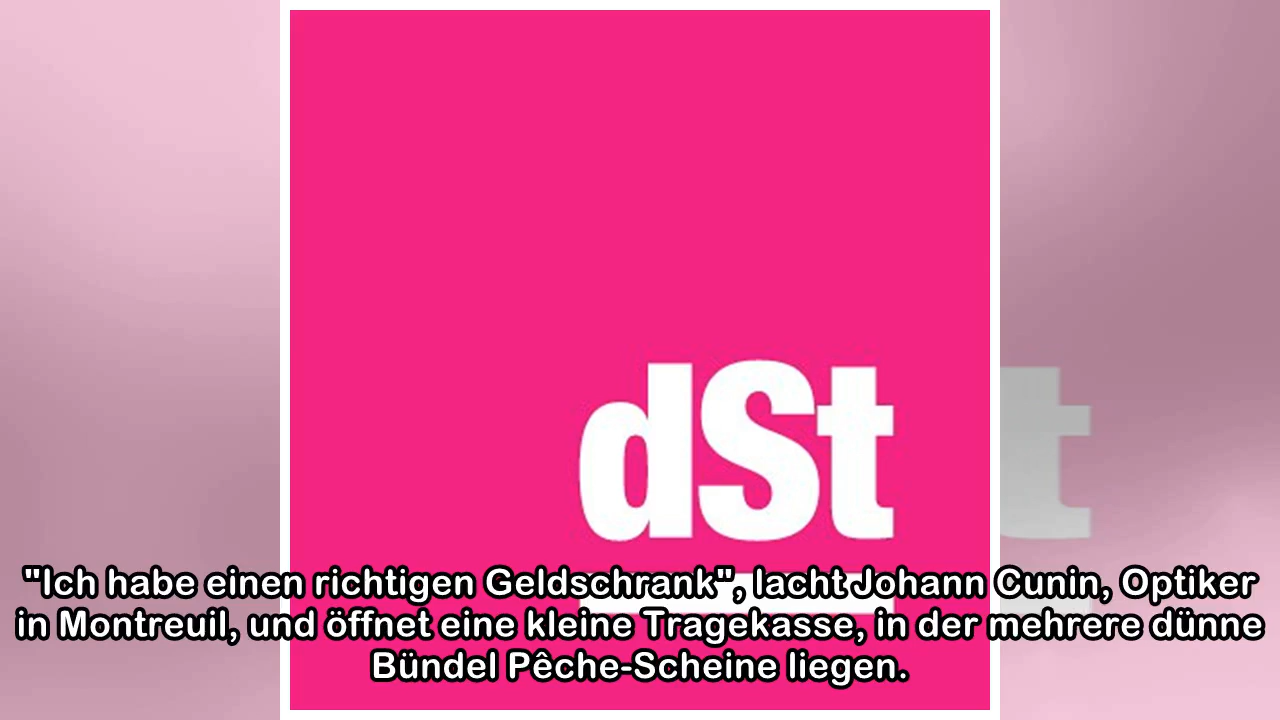 dSt
t
"Ich habe einen richtigen Geldschrank", lacht Johann Cunin, Optiker
in Montreuil, und öffnet eine kleine Tragekasse, in der mehrere dünne
Bündel Pêche-Scheine liegen.